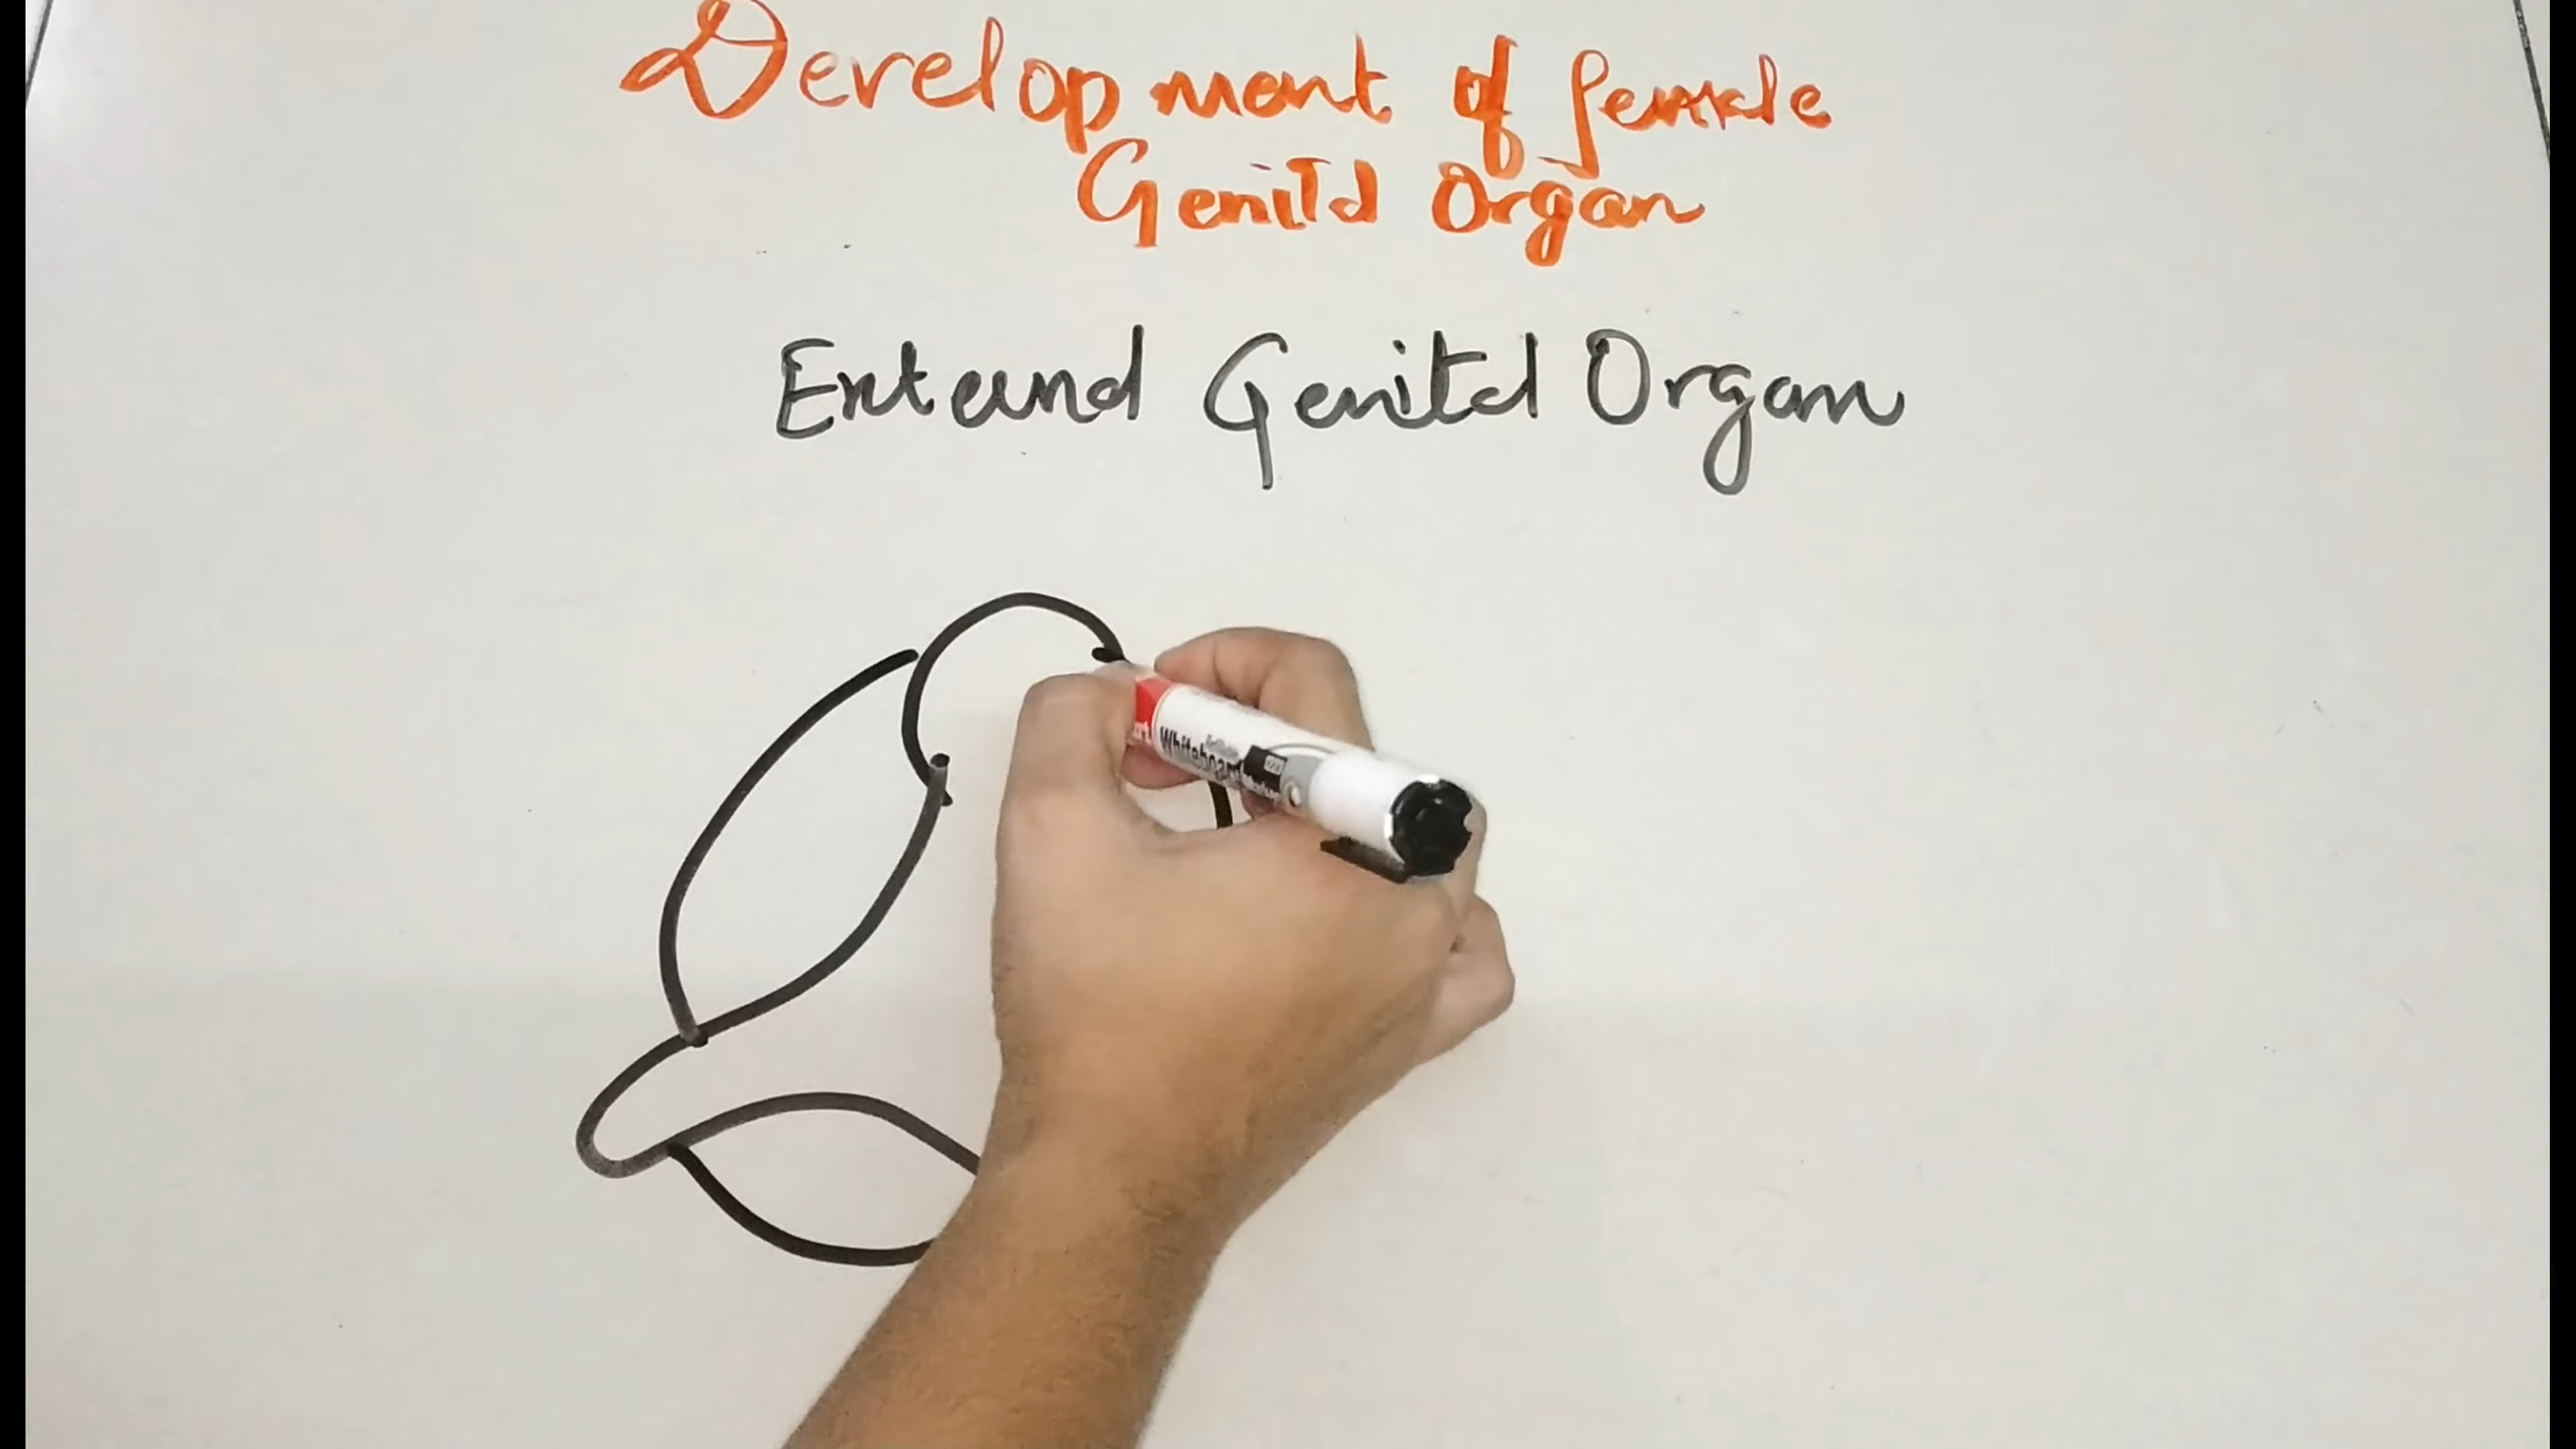 Development of female
Genital Organ
External Genital Organ
Whiteboard